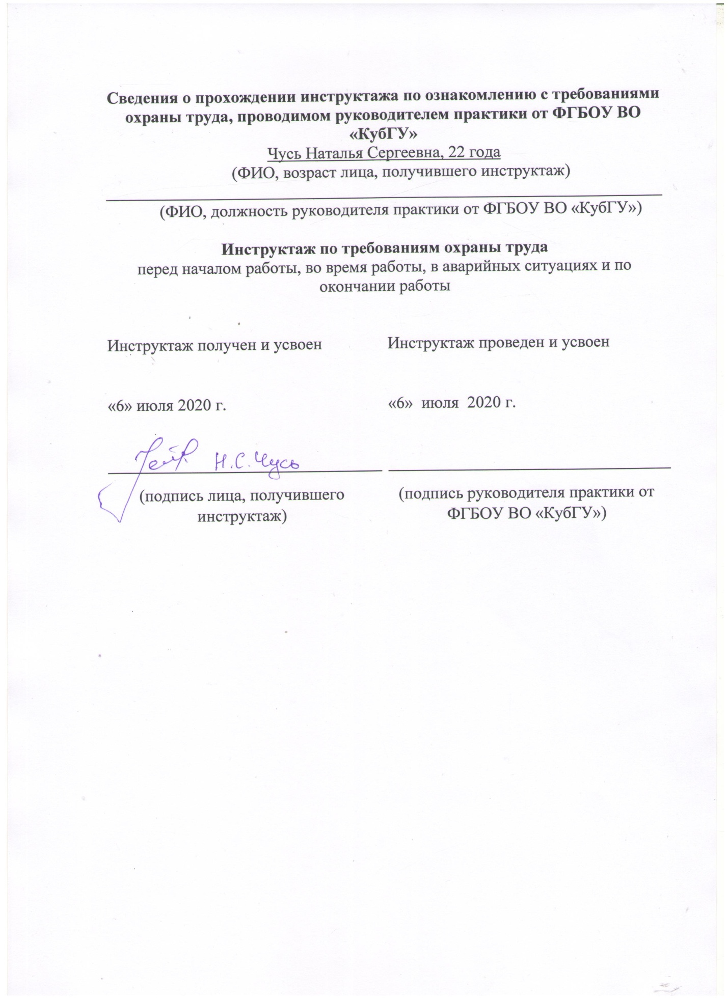 Сведения о прохождении инструктажа по ознакомлению с требованиями
охраны труда, проводимом руководителем практики от ФГБОУ ВО
«КубГУ»
Чусь Наталья Сергеевна, 22 года
(ФИО, возраст лица, получившего инструктаж)
(ФИО, должность руководителя практики от ФГБОУ ВО «КубГУ»)
Инструктаж по требованиям охраны труда
перед началом работы, во время работы, в аварийных ситуациях и по
окончании работы
Инструктаж получен и усвоен
Инструктаж проведен и усвоен
«6» июля 2020 г.
«6»  июля  2020 г.
Н.С.Чусь
(подпись лица, получившего
инструктаж)
(подпись руководителя практики от
ФГБОУ ВО «КубГУ»)